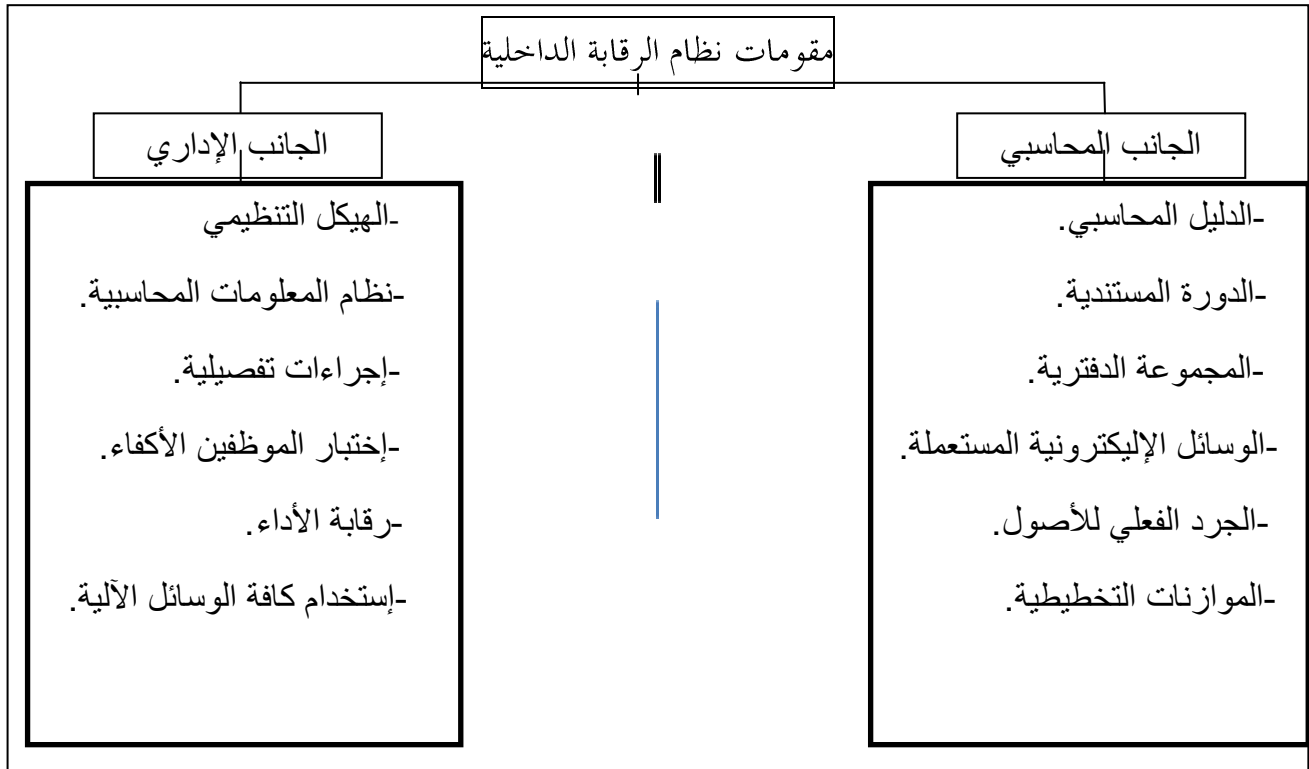 مقومات نظام الرقابة الداخلية
الجانب المحاسبي
-الدليل المحاسبي.
-الدورة المستندية.
-المجموعة الدفترية.
-الوسائل الإليكترونية المستعملة.
-الجرد الفعلي للأصول.
-الموازنات التخطيطية.
الجانب الإداري
-الهيكل التنظيمي
-نظام المعلومات المحاسبية.
-إجراءات تفصيلية.
-إختبار الموظفين الأكفاء.
-رقابة الأداء.
-إستخدام كافة الوسائل الآلية.